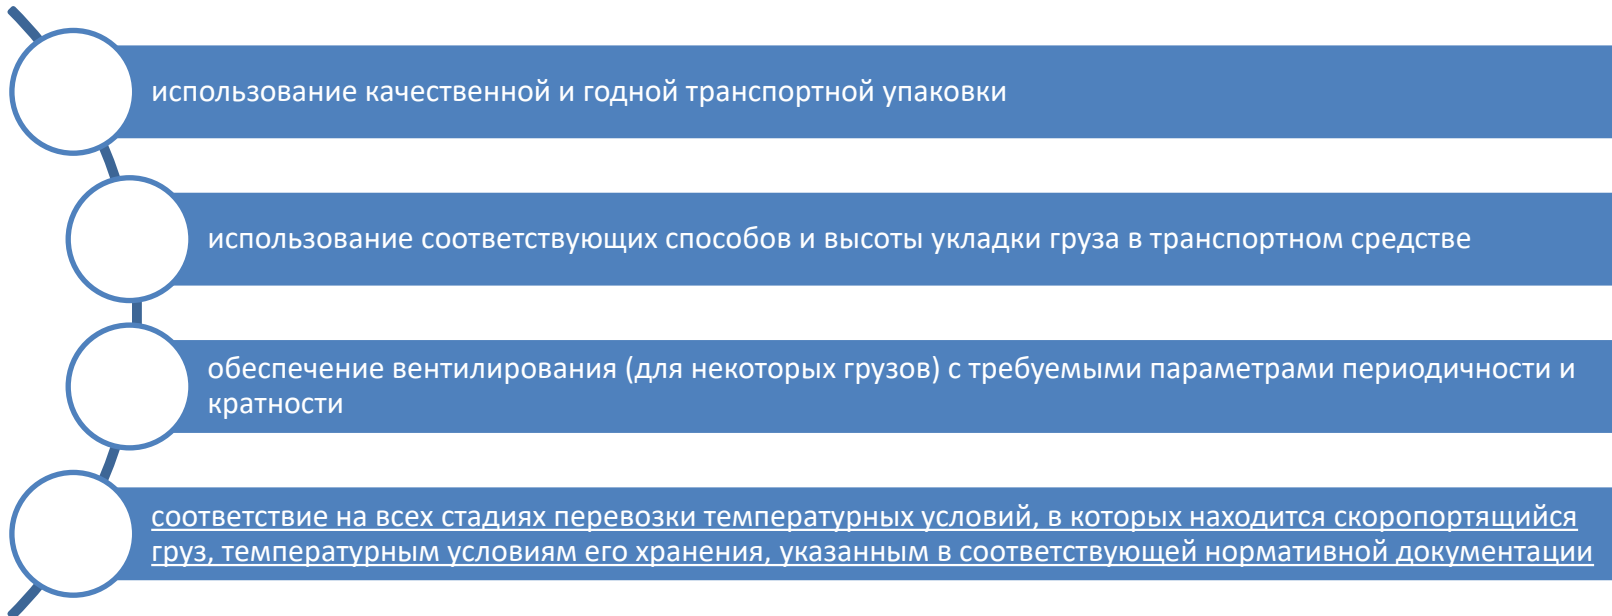 использование качественной и годной транспортной упаковки
использование соответствующих способов и высоты укладки груза в транспортном средстве
обеспечение вентилирования (для некоторых грузов) с требуемыми параметрами периодичности и
кратности
соответствие на всех стадиях перевозки температурных условий, в которых находится скоропортящийся
груз, температурным условиям его хранения, указанным в соответствующей нормативной документации